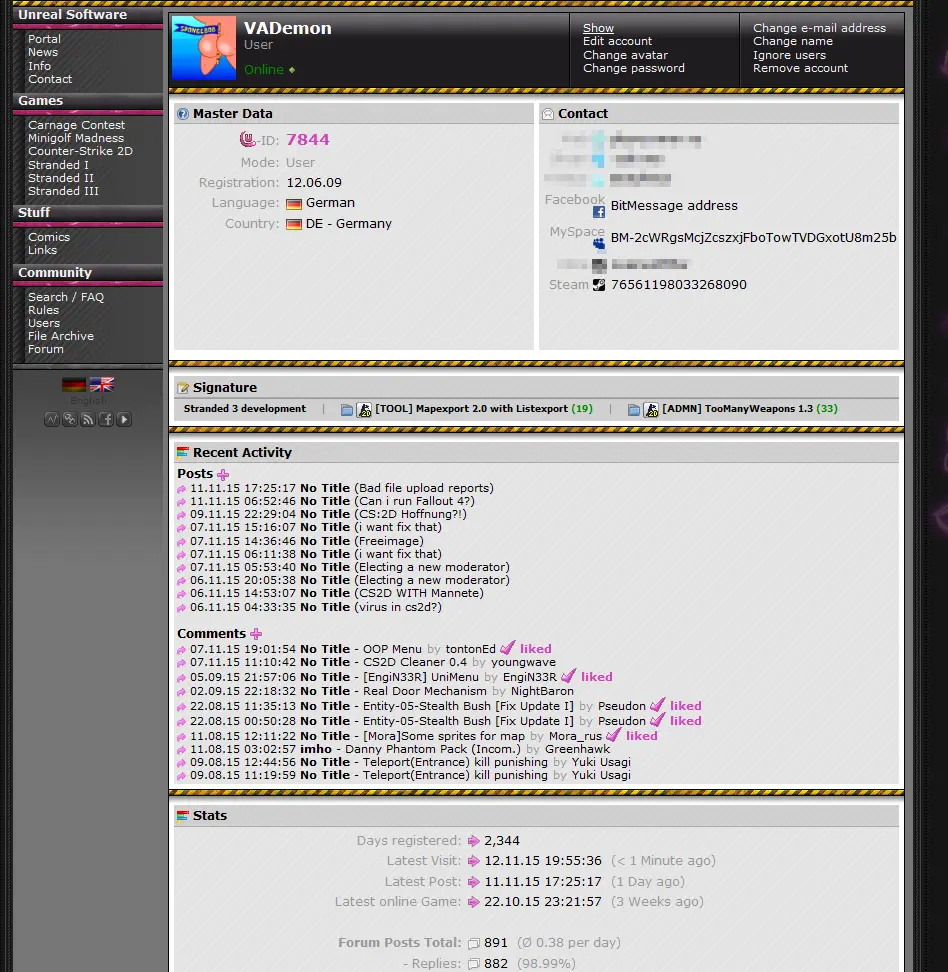 Unreal Software
Portal
News
Info
Contact
Games
Carnage Contest
Minigolf Madness
Counter-Strike 2D
Stranded I
Stranded II
Stranded III
Stuff
Comics
Links
Community
Search / FAQ
Rules
Users
File Archive
Forum
English
SPONGEBOB
VADemon
User
Online
Show
Edit account
Change avatar
Change password
Change e-mail address
Change name
Ignore users
Remove account
Master Data
-ID: 7844
Mode: User
Registration: 12.06.09
Language: German
Country: DE - Germany
Contact
Facebook BitMessage address
MySpace BM-2cWRgsMcjZcszxjFboTowTVDGxotU8m25b
Steam 76561198033268090
Signature
Stranded 3 development | [TOOL] Mapexport 2.0 with Listexport (19) | [ADMN] TooManyWeapons 1.3 (33)
Recent Activity
Posts
11.11.15 17:25:17 No Title (Bad file upload reports)
11.11.15 06:52:46 No Title (Can i run Fallout 4?)
09.11.15 22:29:04 No Title (CS:2D Hoffnung?!)
07.11.15 15:16:07 No Title (i want fix that)
07.11.15 14:36:46 No Title (Freeimage)
07.11.15 06:11:38 No Title (i want fix that)
07.11.15 05:53:40 No Title (Electing a new moderator)
06.11.15 20:05:38 No Title (Electing a new moderator)
06.11.15 14:53:07 No Title (CS2D WITH Mannete)
06.11.15 04:33:35 No Title (virus in cs2d?)
Comments
07.11.15 19:01:54 No Title - OOP Menu by tontonEd liked
07.11.15 11:10:42 No Title - CS2D Cleaner 0.4 by youngwave
05.09.15 21:57:06 No Title - [EngiN33R] UniMenu by EngiN33R liked
02.09.15 22:18:32 No Title - Real Door Mechanism by NightBaron
22.08.15 11:35:13 No Title - Entity-05-Stealth Bush [Fix Update I] by Pseudon liked
22.08.15 00:50:28 No Title - Entity-05-Stealth Bush [Fix Update I] by Pseudon liked
11.08.15 12:11:22 No Title - [Mora]Some sprites for map by Mora_rus liked
11.08.15 03:02:57 imho - Danny Phantom Pack (Incom.) by Greenhawk
09.08.15 12:44:56 No Title - Teleport(Entrance) kill punishing by Yuki Usagi
09.08.15 11:19:59 No Title - Teleport(Entrance) kill punishing by Yuki Usagi
Stats
Days registered: 2,344
Latest Visit: 12.11.15 19:55:36 (< 1 Minute ago)
Latest Post: 11.11.15 17:25:17 (1 Day ago)
Latest online Game: 22.10.15 23:21:57 (3 Weeks ago)
Forum Posts Total: 891 (Ø 0.38 per day)
- Replies: 882 (98.99%)